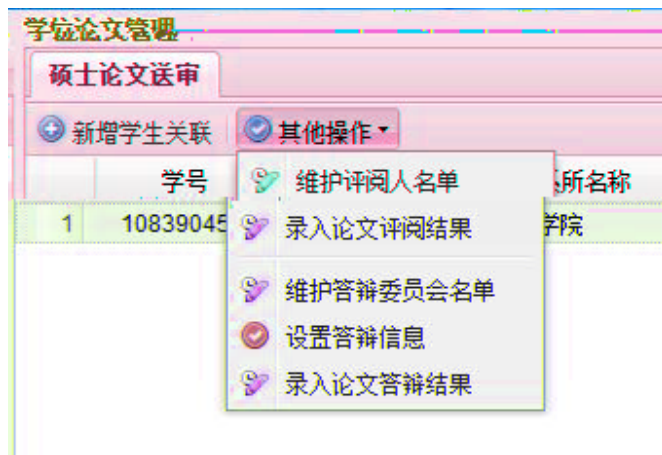 学位论文管理
硕士论文送审
新增学生关联 其他操作
学号 所名称
1 10839045 学院
维护评阅人名单
录入论文评阅结果
维护答辩委员会名单
设置答辩信息
录入论文答辩结果